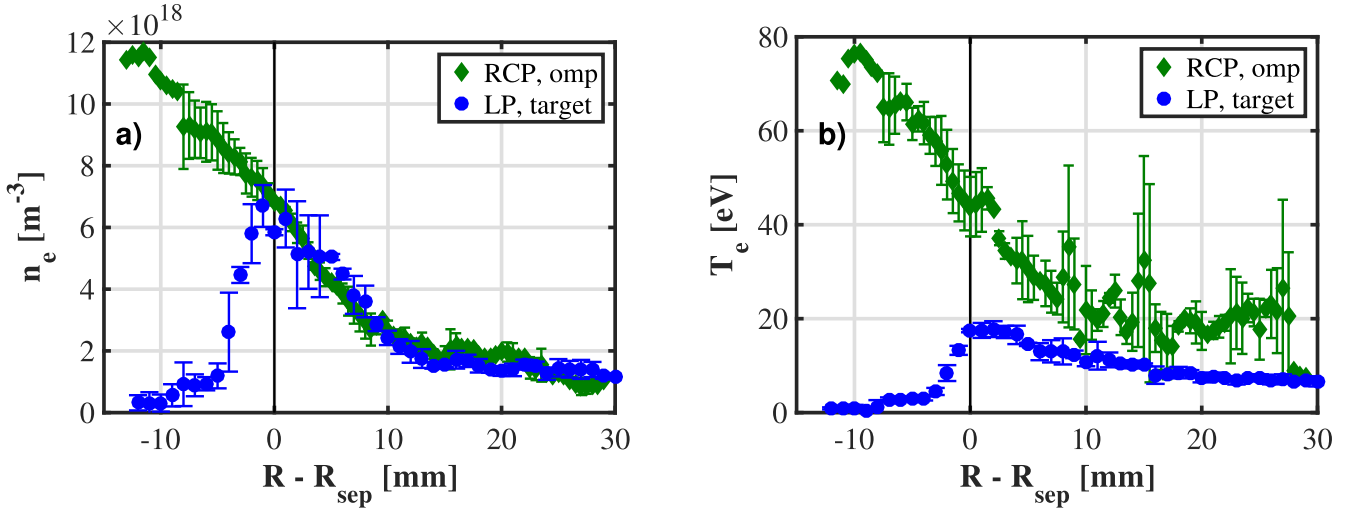 ×10^18
12
10
8
6
4
2
0
n_e [m^-3]
a)
RCP, omp
LP, target
-10 0 10 20 30
R - R_sep [mm]
80
60
40
20
0
T_e [eV]
b)
RCP, omp
LP, target
-10 0 10 20 30
R - R_sep [mm]